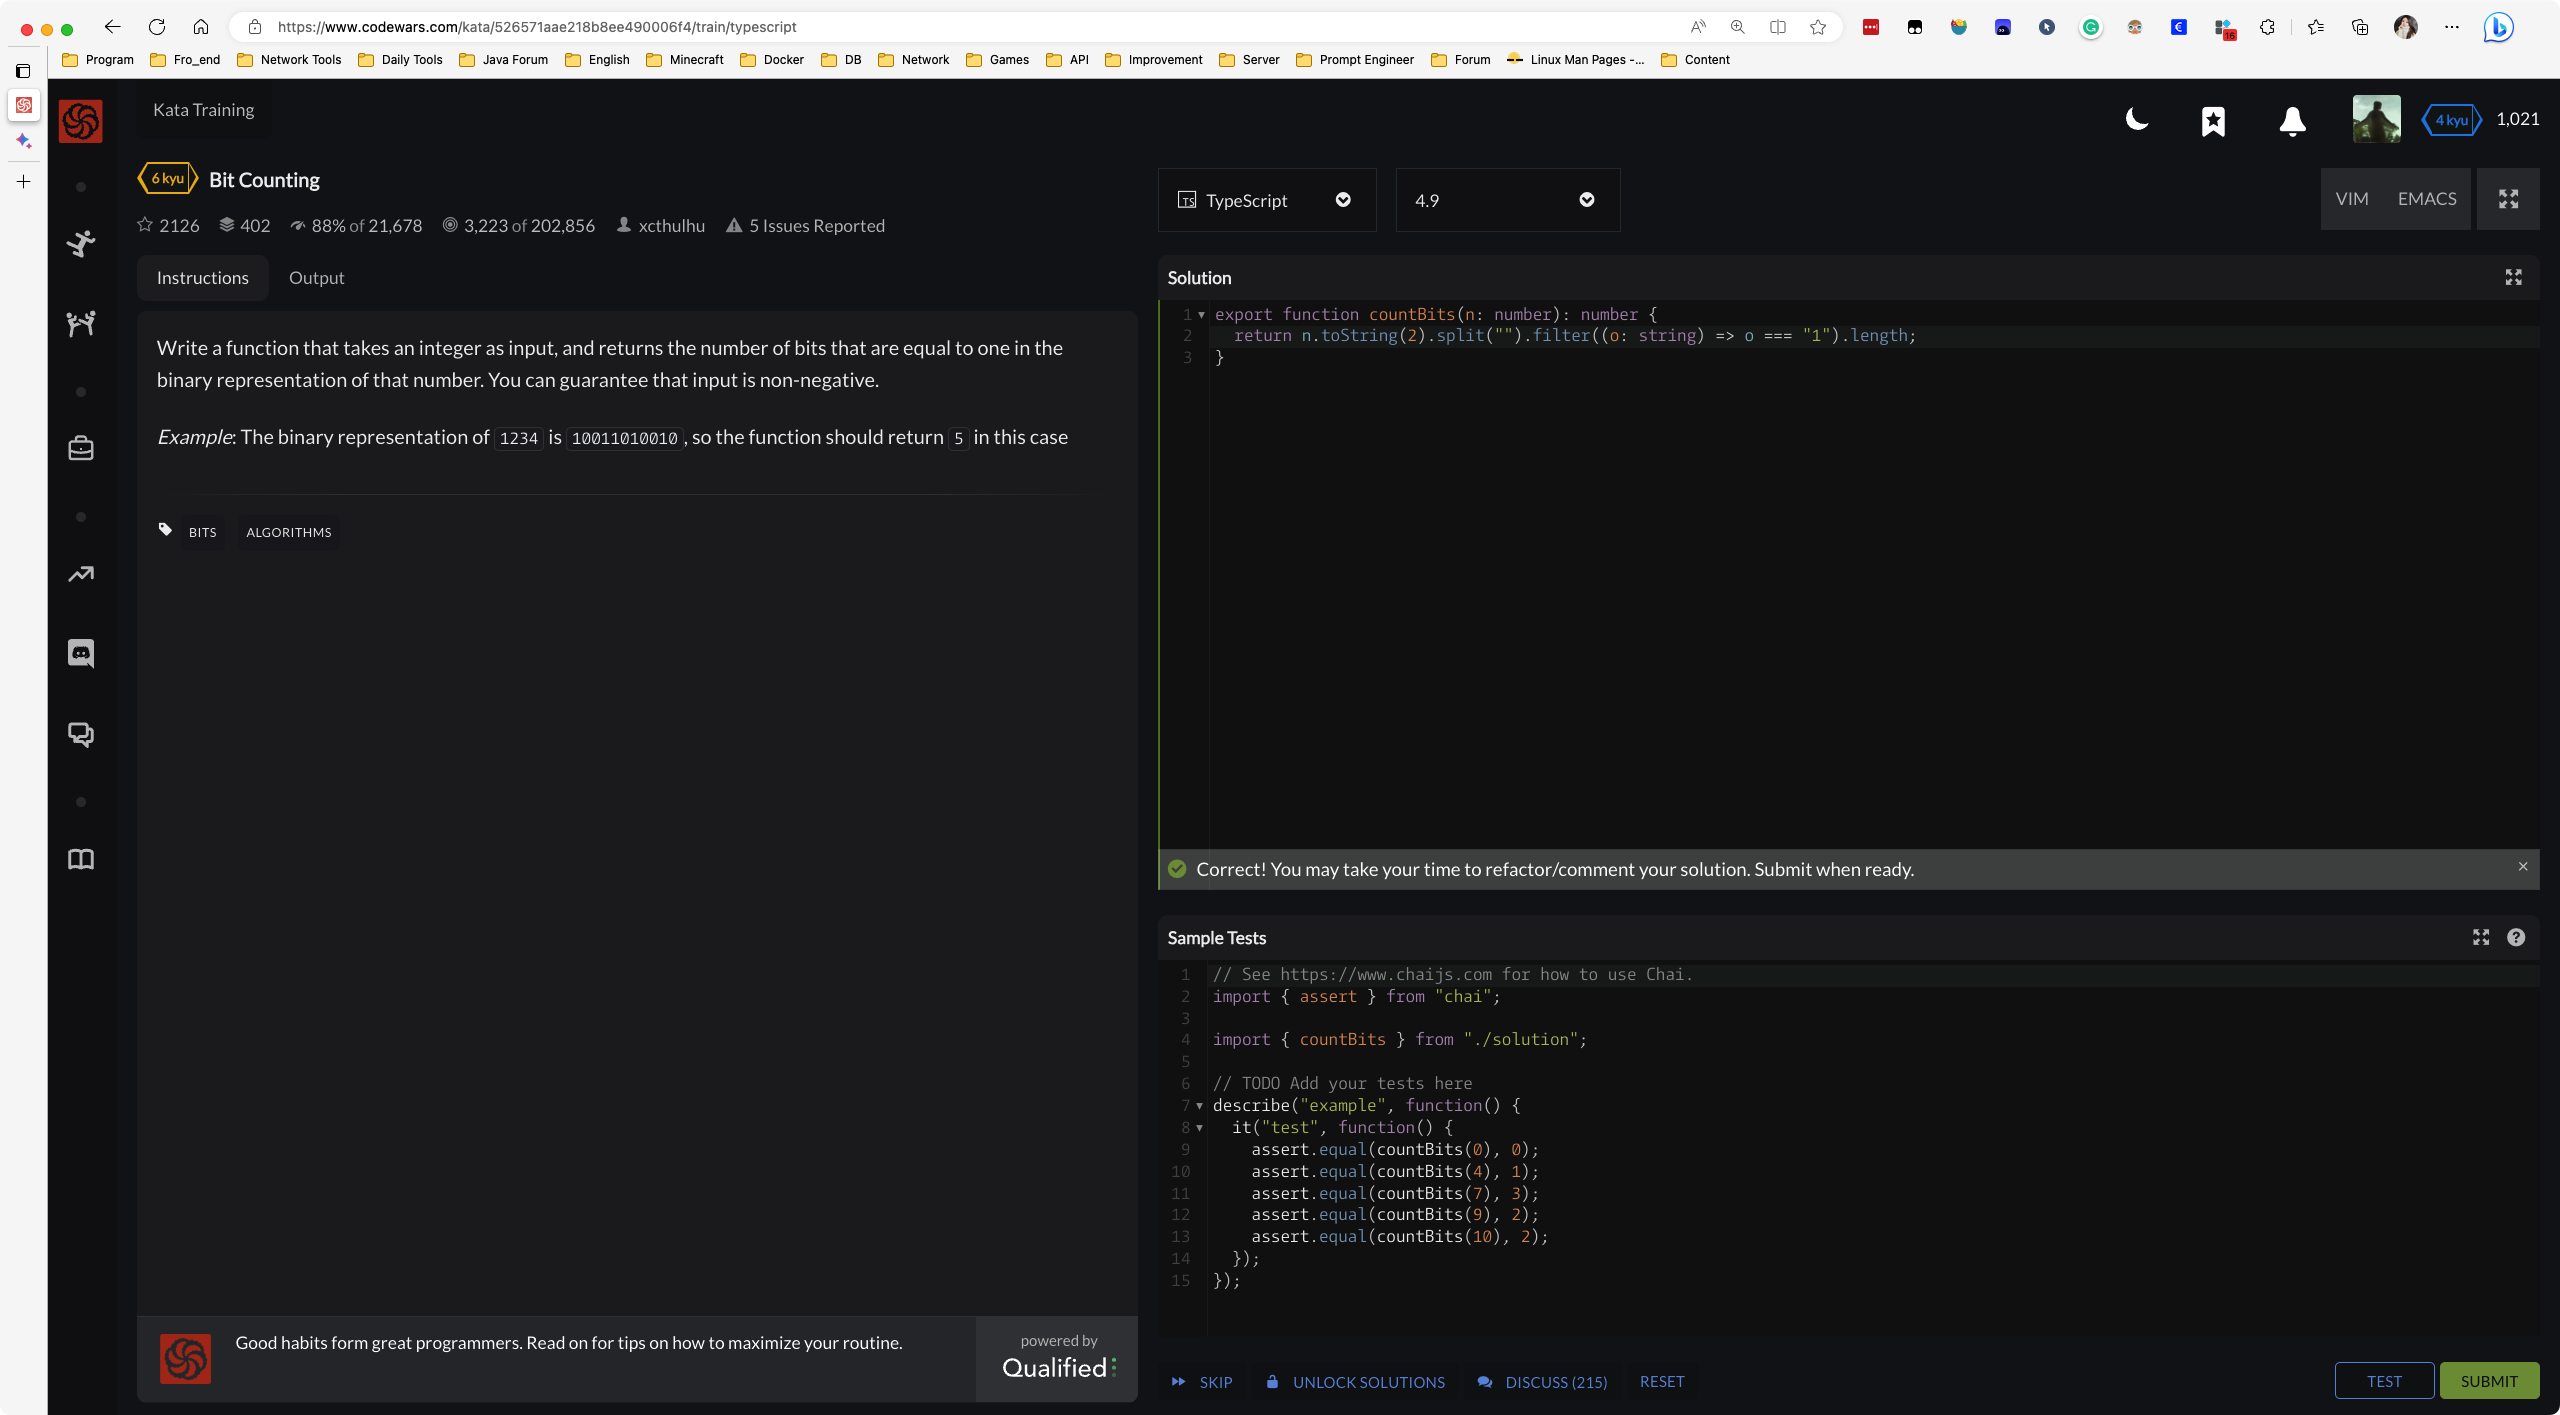 https://www.codewars.com/kata/526571aae218b8ee490006f4/train/typescript
16
Program Fro_end Network Tools Daily Tools Java Forum English Minecraft Docker DB Network Games API Improvement Server Prompt Engineer Forum Linux Man Pages -... Content
Kata Training
4 kyu 1,021
6 kyu Bit Counting
2126 402 88% of 21,678 3,223 of 202,856 xcthulhu 5 Issues Reported
TypeScript 4.9 VIM EMACS
Instructions Output
Write a function that takes an integer as input, and returns the number of bits that are equal to one in the
binary representation of that number. You can guarantee that input is non-negative.
Example: The binary representation of 1234 is 10011010010, so the function should return 5 in this case
BITS ALGORITHMS
Good habits form great programmers. Read on for tips on how to maximize your routine.
powered by
Qualified
Solution
1 export function countBits(n: number): number {
2 return n.toString(2).split("").filter((o: string) => o === "1").length;
3 }
Correct! You may take your time to refactor/comment your solution. Submit when ready.
Sample Tests
1 // See https://www.chaijs.com for how to use Chai.
2 import { assert } from "chai";
3
4 import { countBits } from "./solution";
5
6 // TODO Add your tests here
7 describe("example", function() {
8 it("test", function() {
9 assert.equal(countBits(0), 0);
10 assert.equal(countBits(4), 1);
11 assert.equal(countBits(7), 3);
12 assert.equal(countBits(9), 2);
13 assert.equal(countBits(10), 2);
14 });
15 });
SKIP UNLOCK SOLUTIONS DISCUSS (215) RESET TEST SUBMIT